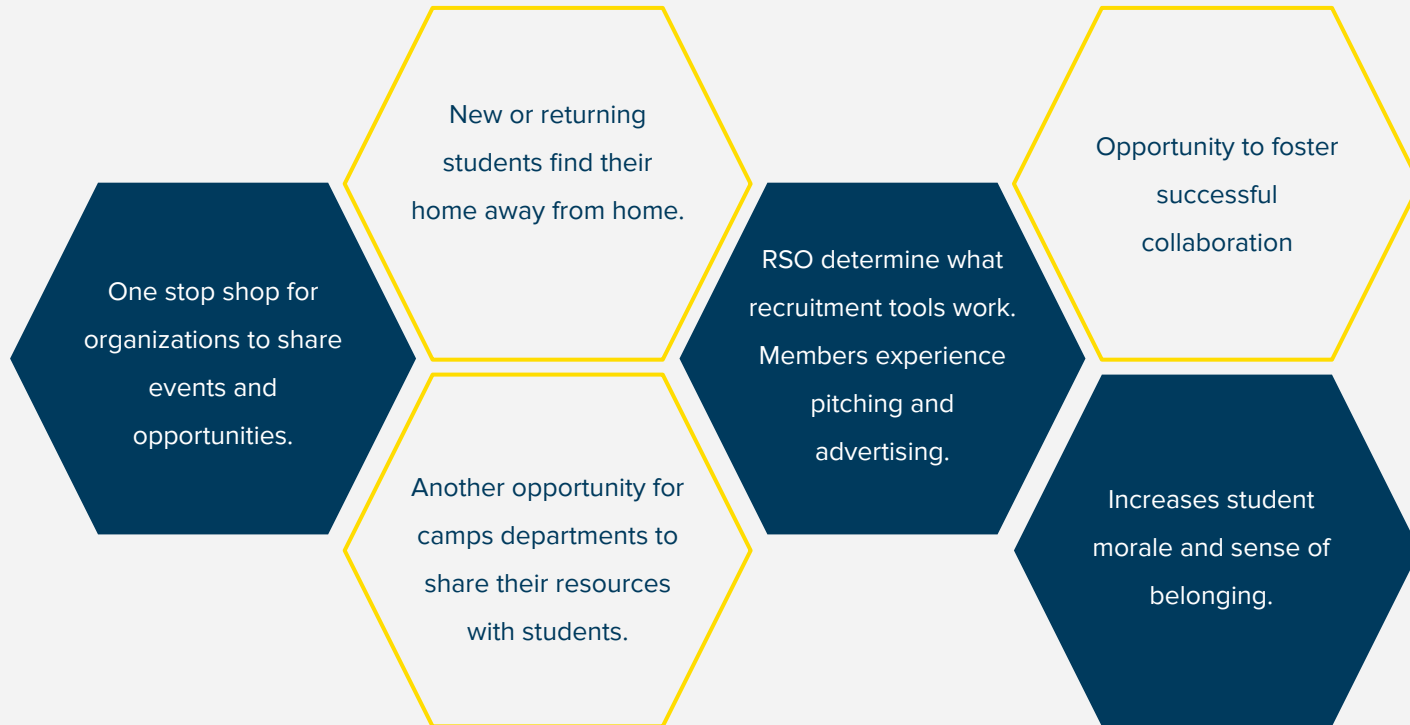 One stop shop for
organizations to share
events and
opportunities.
New or returning
students find their
home away from home.
Another opportunity for
camps departments to
share their resources
with students.
RSO determine what
recruitment tools work.
Members experience
pitching and
advertising.
Opportunity to foster
successful
collaboration
Increases student
morale and sense of
belonging.